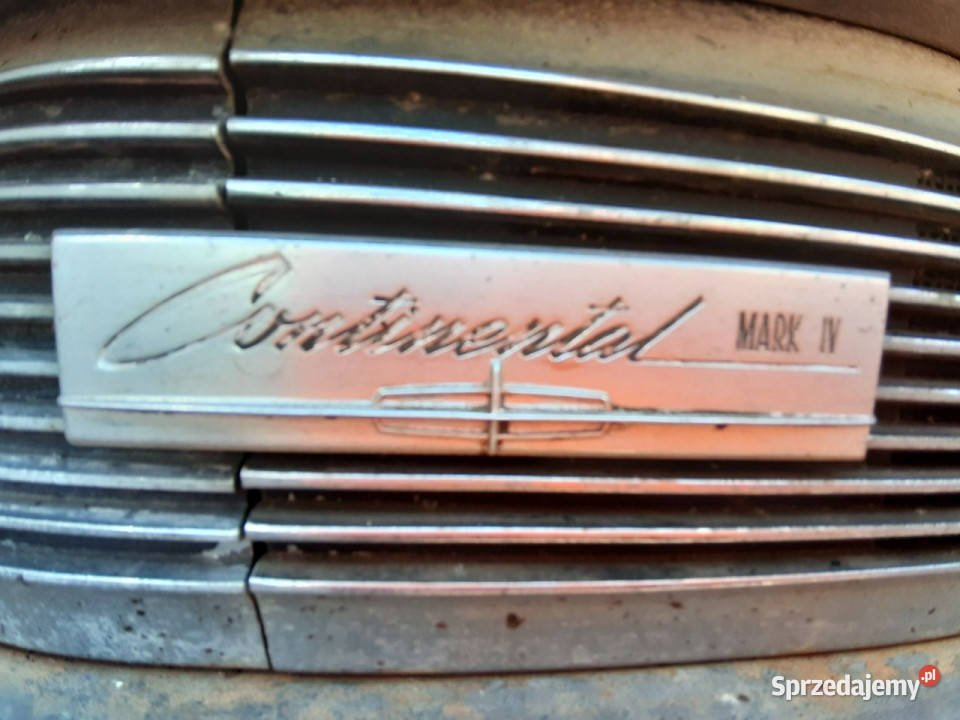 Continental MARK IV
Sprzedajemy.pl